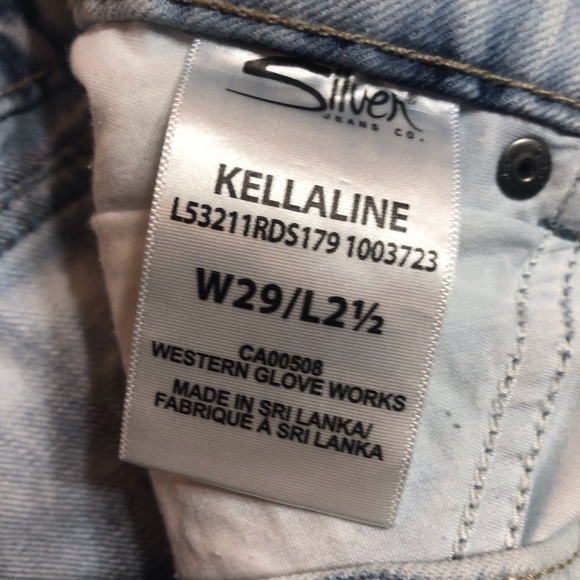 Silver
JEANS CO.
KELLALINE
L53211RDS179 1003723
W29/L2½
CA00508
WESTERN GLOVE WORKS
MADE IN SRI LANKA/
FABRIQUE À SRI LANKA